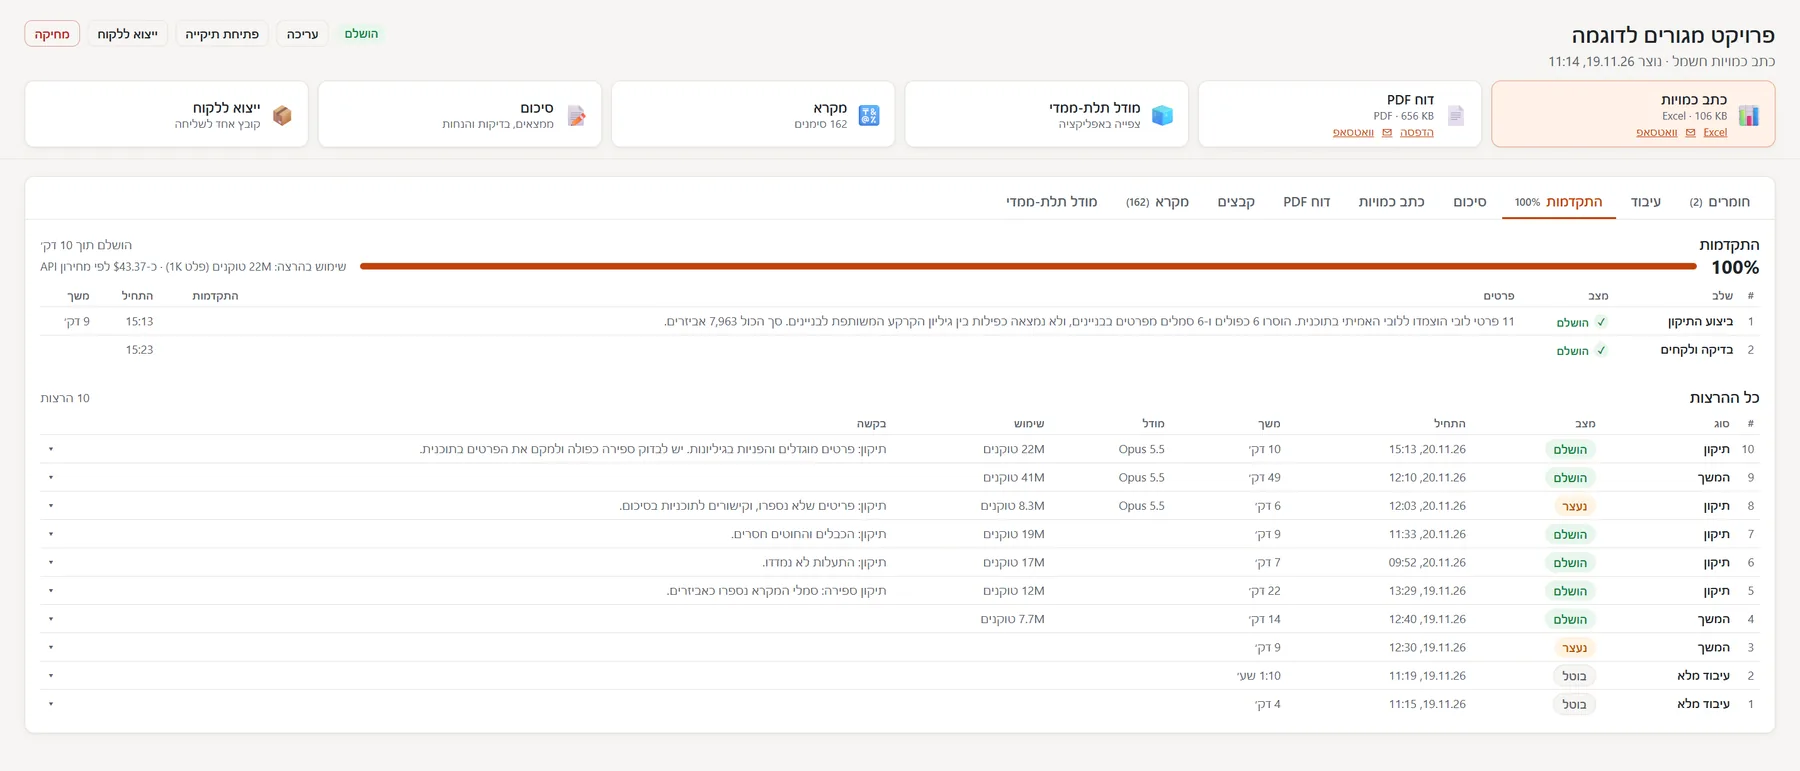 פרויקט מגורים לדוגמה
כתב כמויות חשמל · נוצר 19.11.26, 11:14
הושלם
עריכה
פתיחת תיקייה
ייצוא ללקוח
מחיקה
כתב כמויות
Excel · 106 KB
Excel ✉ וואטסאפ
דוח PDF
PDF · 656 KB
הדפסה ✉ וואטסאפ
מודל תלת-ממדי
צפייה באפליקציה
מקרא
162 סימנים
סיכום
ממצאים, בדיקות והנחות
ייצוא ללקוח
קובץ אחד לשליחה
חומרים (2) עיבוד התקדמות 100% סיכום כתב כמויות דוח PDF קבצים מקרא (162) מודל תלת-ממדי
התקדמות
הושלם תוך 10 דק׳
100%
שימוש בהרצה: 22M טוקנים (פלט 1K) · כ-$43.37 לפי מחירון API
# שלב מצב פרטים התקדמות התחיל משך
1 ביצוע התיקון ✓ הושלם 11 פרטי לובי הוצמדו ללובי האמיתי בתוכנית. הוסרו 6 כפולים ו-6 סמלים מפרטים בבניינים, ולא נמצאה כפילות בין גיליון הקרקע המשותפת לבניינים. סך הכול 7,963 אביזרים. 15:13 9 דק׳
2 בדיקה ולקחים ✓ הושלם 15:23
כל ההרצות
10 הרצות
# סוג מצב התחיל משך מודל שימוש בקשה
10 תיקון הושלם 20.11.26, 15:13 10 דק׳ Opus 5.5 22M טוקנים תיקון: פרטים מוגדלים והפניות בגיליונות. יש לבדוק ספירה כפולה ולמקם את הפרטים בתוכנית.
9 המשך הושלם 20.11.26, 12:10 49 דק׳ Opus 5.5 41M טוקנים
8 תיקון נעצר 20.11.26, 12:03 6 דק׳ Opus 5.5 8.3M טוקנים תיקון: פריטים שלא נספרו, וקישורים לתוכניות בסיכום.
7 תיקון הושלם 20.11.26, 11:33 9 דק׳ 19M טוקנים תיקון: הכבלים והחוטים חסרים.
6 תיקון הושלם 20.11.26, 09:52 7 דק׳ 17M טוקנים תיקון: התעלות לא נמדדו.
5 תיקון הושלם 19.11.26, 13:29 22 דק׳ 12M טוקנים תיקון ספירה: סמלי המקרא נספרו כאביזרים.
4 המשך הושלם 19.11.26, 12:40 14 דק׳ 7.7M טוקנים
3 המשך נעצר 19.11.26, 12:30 9 דק׳
2 עיבוד מלא בוטל 19.11.26, 11:19 1:10 שע׳
1 עיבוד מלא בוטל 19.11.26, 11:15 4 דק׳